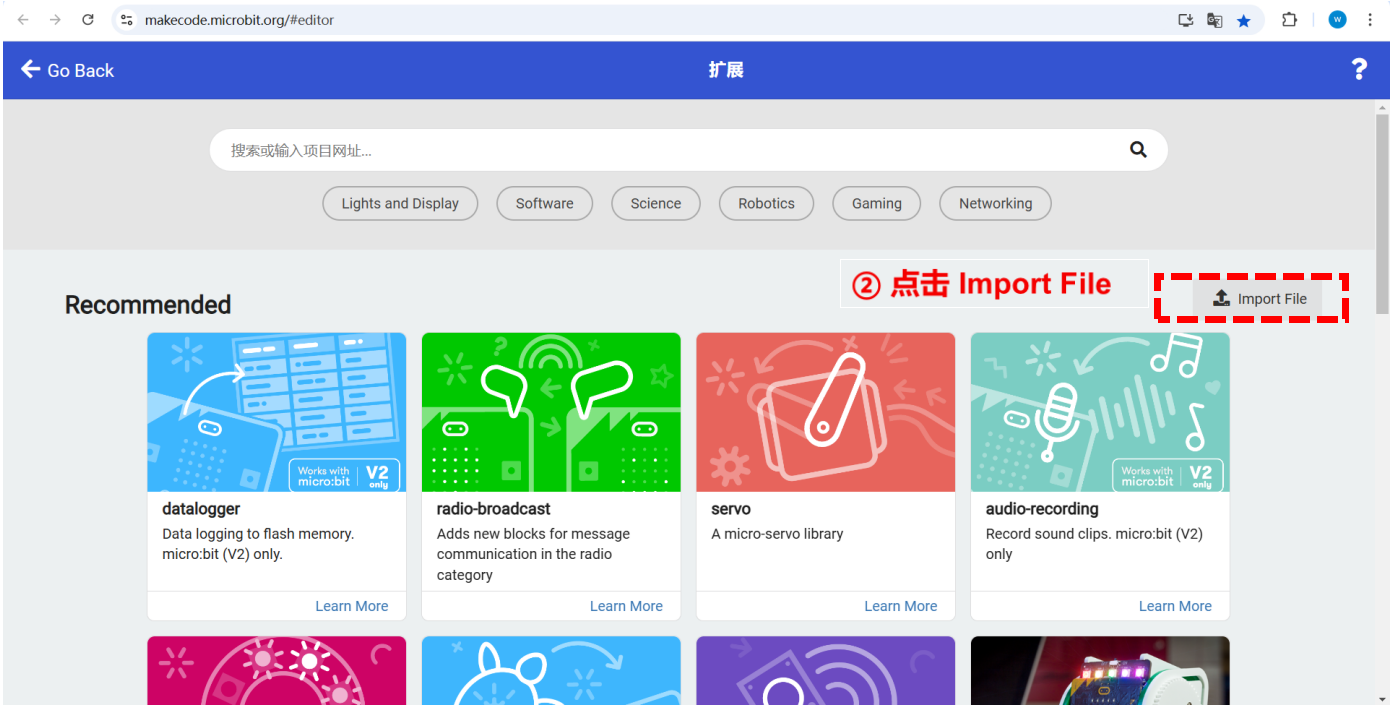 makecode.microbit.org/#editor
W
Go Back
扩展
?
搜索或输入项目网址...
Lights and Display
Software
Science
Robotics
Gaming
Networking
② 点击 Import File
Recommended
Import File
Works with
micro:bit
V2
only
Works with
micro:bit
V2
only
datalogger
Data logging to flash memory.
micro:bit (V2) only.
Learn More
radio-broadcast
Adds new blocks for message
communication in the radio
category
Learn More
servo
A micro-servo library
Learn More
audio-recording
Record sound clips. micro:bit (V2)
only
Learn More